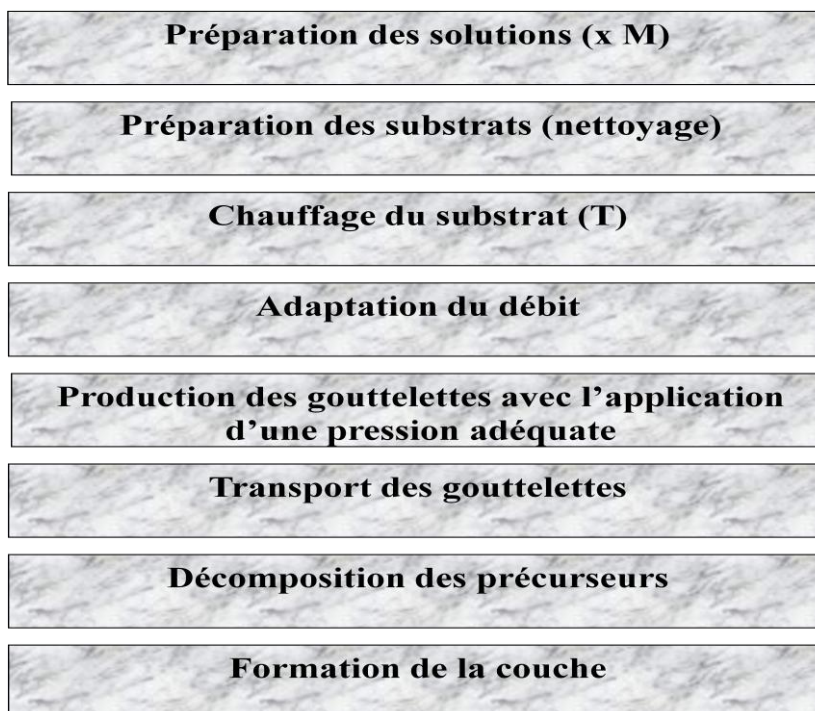 Préparation des solutions (x M)
Préparation des substrats (nettoyage)
Chauffage du substrat (T)
Adaptation du débit
Production des gouttelettes avec l’application
d’une pression adéquate
Transport des gouttelettes
Décomposition des précurseurs
Formation de la couche